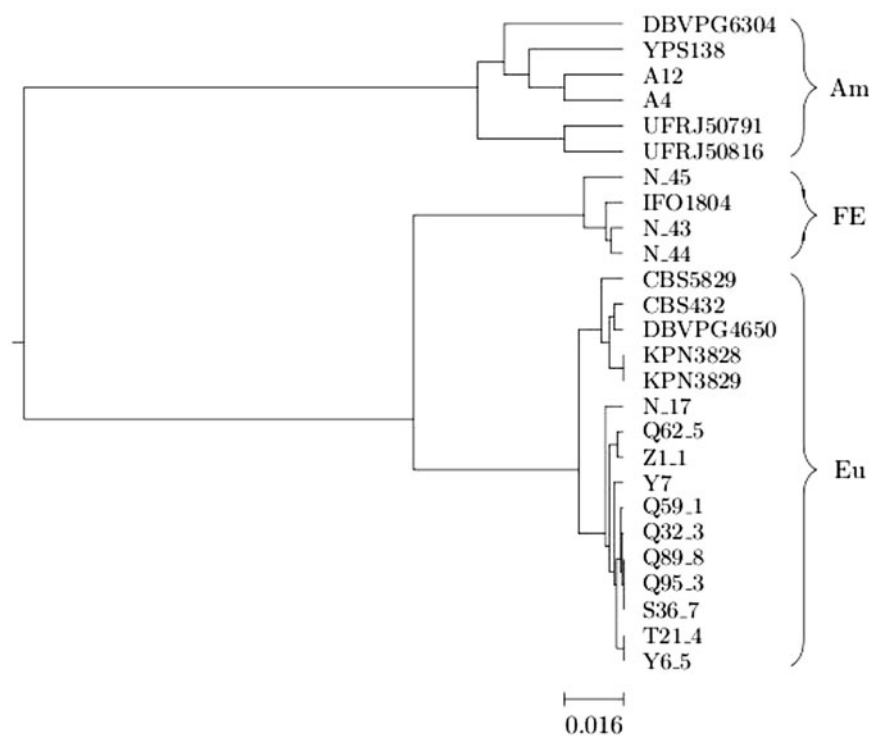 DBVPG6304
YPS138
A12
A4
UFRJ50791
UFRJ50816
Am
N_45
IFO1804
N_43
N_44
FE
CBS5829
CBS432
DBVPG4650
KPN3828
KPN3829
N_17
Q62_5
Z1_1
Y7
Q59_1
Q32_3
Q89_8
Q95_3
S36_7
T21_4
Y6_5
Eu
0.016